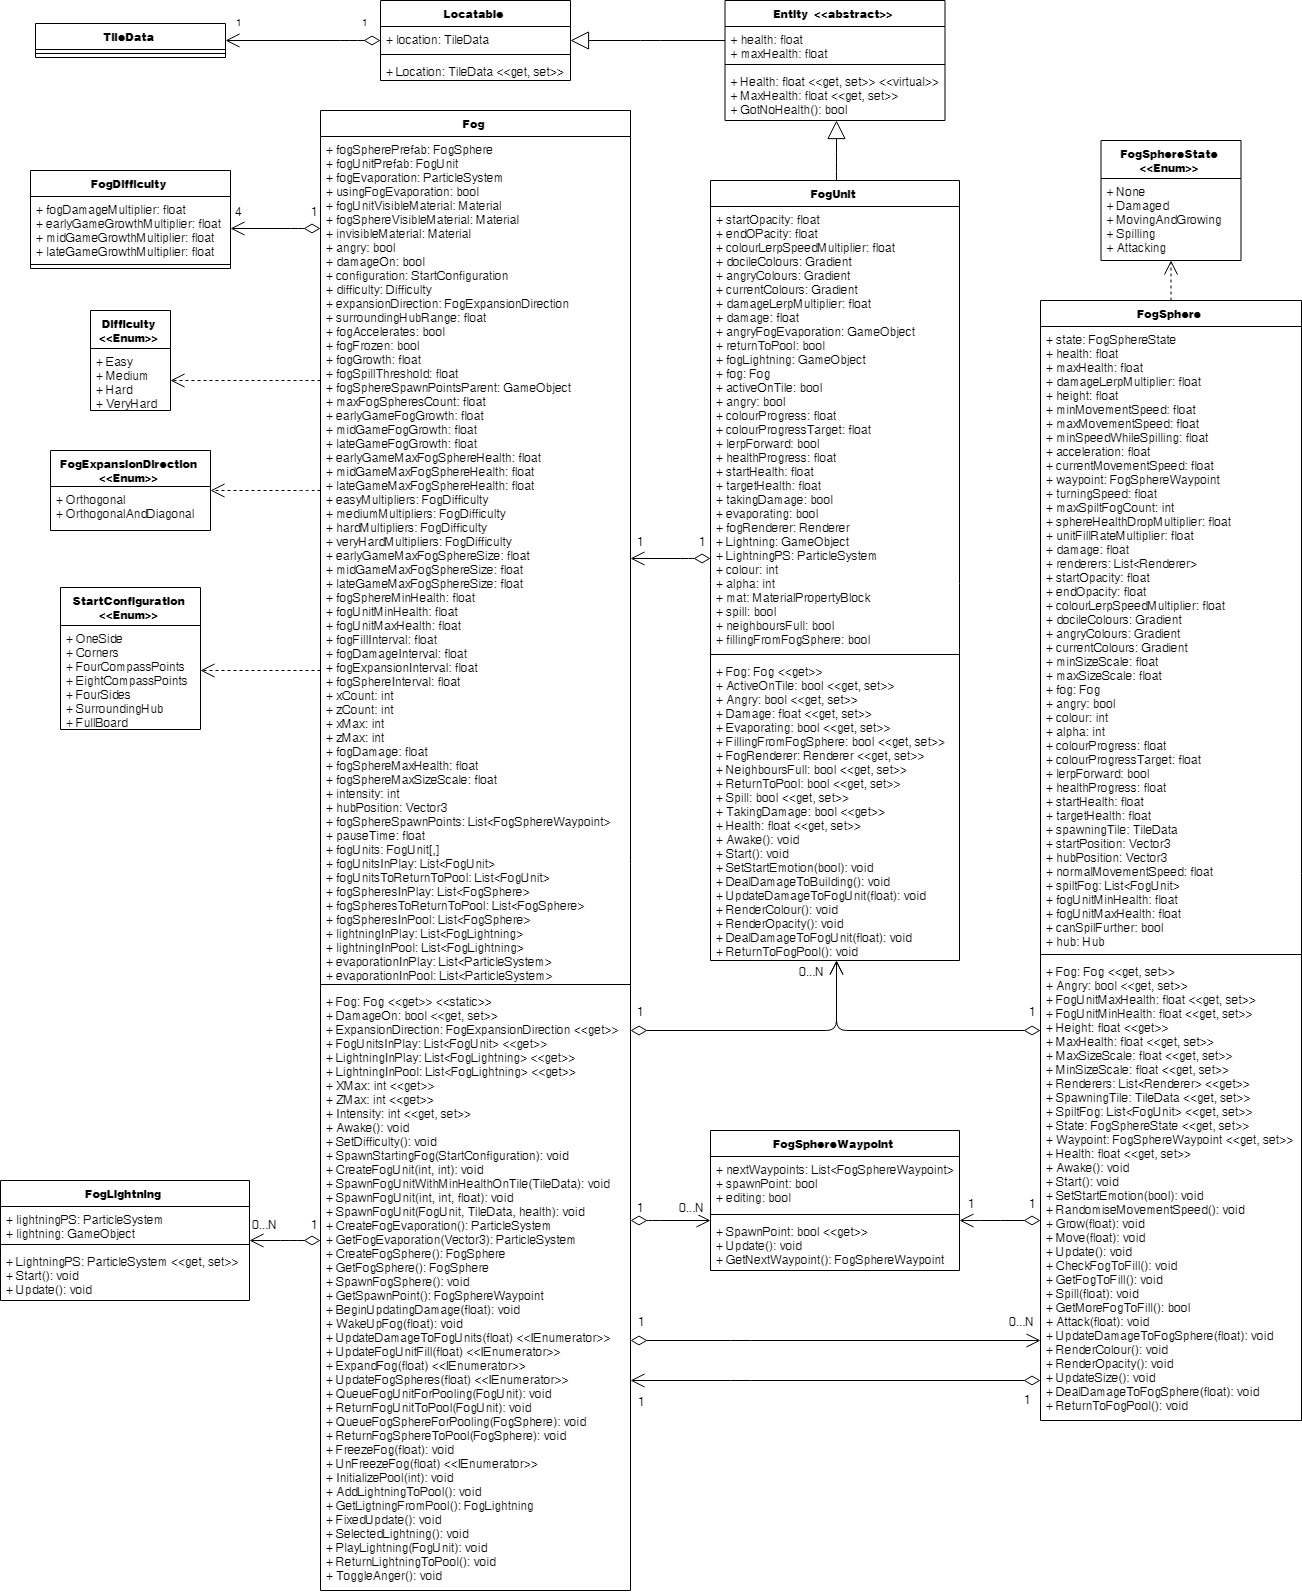 TileData
1
1
Locatable
+ location: TileData
+ Location: TileData <<get, set>>
Entity <<abstract>>
+ health: float
+ maxHealth: float
+ Health: float <<get, set>> <<virtual>>
+ MaxHealth: float <<get, set>>
+ GotNoHealth(): bool
FogDifficulty
+ fogDamageMultiplier: float
+ earlyGameGrowthMultiplier: float
+ midGameGrowthMultiplier: float
+ lateGameGrowthMultiplier: float
4
1
Difficulty
<<Enum>>
+ Easy
+ Medium
+ Hard
+ VeryHard
FogExpansionDirection
<<Enum>>
+ Orthogonal
+ OrthogonalAndDiagonal
StartConfiguration
<<Enum>>
+ OneSide
+ Corners
+ FourCompassPoints
+ EightCompassPoints
+ FourSides
+ SurroundingHub
+ FullBoard
FogLightning
+ lightningPS: ParticleSystem
+ lightning: GameObject
+ LightningPS: ParticleSystem <<get, set>>
+ Start(): void
+ Update(): void
0...N
1
Fog
+ fogSpherePrefab: FogSphere
+ fogUnitPrefab: FogUnit
+ fogEvaporation: ParticleSystem
+ usingFogEvaporation: bool
+ fogUnitVisibleMaterial: Material
+ fogSphereVisibleMaterial: Material
+ invisibleMaterial: Material
+ angry: bool
+ damageOn: bool
+ configuration: StartConfiguration
+ difficulty: Difficulty
+ expansionDirection: FogExpansionDirection
+ surroundingHubRange: float
+ fogAccelerates: bool
+ fogFrozen: bool
+ fogGrowth: float
+ fogSpillThreshold: float
+ fogSphereSpawnPointsParent: GameObject
+ maxFogSpheresCount: float
+ earlyGameFogGrowth: float
+ midGameFogGrowth: float
+ lateGameFogGrowth: float
+ earlyGameMaxFogSphereHealth: float
+ midGameMaxFogSphereHealth: float
+ lateGameMaxFogSphereHealth: float
+ easyMultipliers: FogDifficulty
+ mediumMultipliers: FogDifficulty
+ hardMultipliers: FogDifficulty
+ veryHardMultipliers: FogDifficulty
+ earlyGameMaxFogSphereSize: float
+ midGameMaxFogSphereSize: float
+ lateGameMaxFogSphereSize: float
+ fogSphereMinHealth: float
+ fogUnitMinHealth: float
+ fogUnitMaxHealth: float
+ fogFillInterval: float
+ fogDamageInterval: float
+ fogExpansionInterval: float
+ fogSphereInterval: float
+ xCount: int
+ zCount: int
+ xMax: int
+ zMax: int
+ fogDamage: float
+ fogSphereMaxHealth: float
+ fogSphereMaxSizeScale: float
+ intensity: int
+ hubPosition: Vector3
+ fogSphereSpawnPoints: List<FogSphereWaypoint>
+ pauseTime: float
+ fogUnits: FogUnit[,]
+ fogUnitsInPlay: List<FogUnit>
+ fogUnitsToReturnToPool: List<FogUnit>
+ fogSpheresInPlay: List<FogSphere>
+ fogSpheresToReturnToPool: List<FogSphere>
+ fogSpheresInPool: List<FogSphere>
+ lightningInPlay: List<FogLightning>
+ lightningInPool: List<FogLightning>
+ evaporationInPlay: List<ParticleSystem>
+ evaporationInPool: List<ParticleSystem>
+ Fog: Fog <<get>> <<static>>
+ DamageOn: bool <<get, set>>
+ ExpansionDirection: FogExpansionDirection <<get>>
+ FogUnitsInPlay: List<FogUnit> <<get>>
+ LightningInPlay: List<FogLightning> <<get>>
+ LightningInPool: List<FogLightning> <<get>>
+ XMax: int <<get>>
+ ZMax: int <<get>>
+ Intensity: int <<get, set>>
+ Awake(): void
+ SetDifficulty(): void
+ SpawnStartingFog(StartConfiguration): void
+ CreateFogUnit(int, int): void
+ SpawnFogUnitWithMinHealthOnTile(TileData): void
+ SpawnFogUnit(int, int, float): void
+ SpawnFogUnit(FogUnit, TileData, health): void
+ CreateFogEvaporation(): ParticleSystem
+ GetFogEvaporation(Vector3): ParticleSystem
+ CreateFogSphere(): FogSphere
+ GetFogSphere(): FogSphere
+ SpawnFogSphere(): void
+ GetSpawnPoint(): FogSphereWaypoint
+ BeginUpdatingDamage(float): void
+ WakeUpFog(float): void
+ UpdateDamageToFogUnits(float) <<IEnumerator>>
+ UpdateFogUnitFill(float) <<IEnumerator>>
+ ExpandFog(float) <<IEnumerator>>
+ UpdateFogSpheres(float) <<IEnumerator>>
+ QueueFogUnitForPooling(FogUnit): void
+ ReturnFogUnitToPool(FogUnit): void
+ QueueFogSphereForPooling(FogSphere): void
+ ReturnFogSphereToPool(FogSphere): void
+ FreezeFog(float): void
+ UnFreezeFog(float) <<IEnumerator>>
+ InitializePool(int): void
+ AddLightningToPool(): void
+ GetLigtningFromPool(): FogLightning
+ FixedUpdate(): void
+ SelectedLightning(): void
+ PlayLightning(FogUnit): void
+ ReturnLightningToPool(): void
+ ToggleAnger(): void
1
1
FogUnit
+ startOpacity: float
+ endOPacity: float
+ colourLerpSpeedMultiplier: float
+ docileColours: Gradient
+ angryColours: Gradient
+ currentColours: Gradient
+ damageLerpMultiplier: float
+ damage: float
+ angryFogEvaporation: GameObject
+ returnToPool: bool
+ fogLightning: GameObject
+ fog: Fog
+ activeOnTile: bool
+ angry: bool
+ colourProgress: float
+ colourProgressTarget: float
+ lerpForward: bool
+ healthProgress: float
+ startHealth: float
+ targetHealth: float
+ takingDamage: bool
+ evaporating: bool
+ fogRenderer: Renderer
+ Lightning: GameObject
+ LightningPS: ParticleSystem
+ colour: int
+ alpha: int
+ mat: MaterialPropertyBlock
+ spill: bool
+ neighboursFull: bool
+ fillingFromFogSphere: bool
+ Fog: Fog <<get>>
+ ActiveOnTile: bool <<get, set>>
+ Angry: bool <<get, set>>
+ Damage: float <<get, set>>
+ Evaporating: bool <<get, set>>
+ FillingFromFogSphere: bool <<get, set>>
+ FogRenderer: Renderer <<get, set>>
+ NeighboursFull: bool <<get, set>>
+ ReturnToPool: bool <<get, set>>
+ Spill: bool <<get, set>>
+ TakingDamage: bool <<get>>
+ Health: float <<get, set>>
+ Awake(): void
+ Start(): void
+ SetStartEmotion(bool): void
+ DealDamageToBuilding(): void
+ UpdateDamageToFogUnit(float): void
+ RenderColour(): void
+ RenderOpacity(): void
+ DealDamageToFogUnit(float): void
+ ReturnToFogPool(): void
0...N
1
1
FogSphereWaypoint
+ nextWaypoints: List<FogSphereWaypoint>
+ spawnPoint: bool
+ editing: bool
+ SpawnPoint: bool <<get>>
+ Update(): void
+ GetNextWaypoint(): FogSphereWaypoint
1
0...N
1
1
1
0...N
1
1
FogSphereState
<<Enum>>
+ None
+ Damaged
+ MovingAndGrowing
+ Spilling
+ Attacking
FogSphere
+ state: FogSphereState
+ health: float
+ maxHealth: float
+ damageLerpMultiplier: float
+ height: float
+ minMovementSpeed: float
+ maxMovementSpeed: float
+ minSpeedWhileSpilling: float
+ acceleration: float
+ currentMovementSpeed: float
+ waypoint: FogSphereWaypoint
+ turningSpeed: float
+ maxSpiltFogCount: int
+ sphereHealthDropMultiplier: float
+ unitFillRateMultiplier: float
+ damage: float
+ renderers: List<Renderer>
+ startOpacity: float
+ endOpacity: float
+ colourLerpSpeedMultiplier: float
+ docileColours: Gradient
+ angryColours: Gradient
+ currentColours: Gradient
+ minSizeScale: float
+ maxSizeScale: float
+ fog: Fog
+ angry: bool
+ colour: int
+ alpha: int
+ colourProgress: float
+ colourProgressTarget: float
+ lerpForward: bool
+ healthProgress: float
+ startHealth: float
+ targetHealth: float
+ spawningTile: TileData
+ startPosition: Vector3
+ hubPosition: Vector3
+ normalMovementSpeed: float
+ spiltFog: List<FogUnit>
+ fogUnitMinHealth: float
+ fogUnitMaxHealth: float
+ canSpilFurther: bool
+ hub: Hub
+ Fog: Fog <<get, set>>
+ Angry: bool <<get, set>>
+ FogUnitMaxHealth: float <<get, set>>
+ FogUnitMinHealth: float <<get, set>>
+ Height: float <<get>>
+ MaxHealth: float <<get, set>>
+ MaxSizeScale: float <<get, set>>
+ MinSizeScale: float <<get, set>>
+ Renderers: List<Renderer> <<get>>
+ SpawningTile: TileData <<get, set>>
+ SpiltFog: List<FogUnit> <<get, set>>
+ State: FogSphereState <<get, set>>
+ Waypoint: FogSphereWaypoint <<get, set>>
+ Health: float <<get, set>>
+ Awake(): void
+ Start(): void
+ SetStartEmotion(bool): void
+ RandomiseMovementSpeed(): void
+ Grow(float): void
+ Move(float): void
+ Update(): void
+ CheckFogToFill(): void
+ GetFogToFill(): void
+ Spill(float): void
+ GetMoreFogToFill(): bool
+ Attack(float): void
+ UpdateDamageToFogSphere(float): void
+ RenderColour(): void
+ RenderOpacity(): void
+ UpdateSize(): void
+ DealDamageToFogSphere(float): void
+ ReturnToFogPool(): void